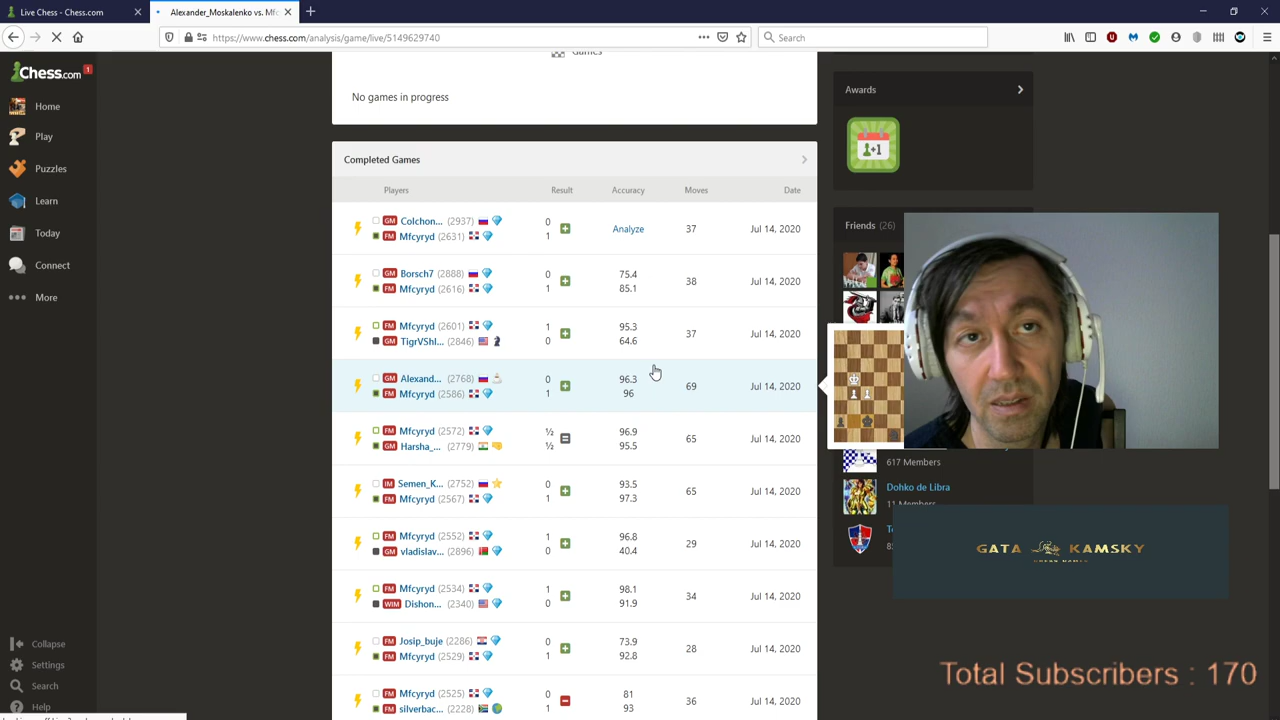 Live Chess - Chess.com
Alexander_Moskalenko vs. Mfc
https://www.chess.com/analysis/game/live/5149629740
Search
Chess.com 1
Home
Play
Puzzles
Learn
Today
Connect
More
Collapse
Settings
Search
Help
Games
No games in progress
Completed Games
Players Result Accuracy Moves Date
GM Colchon... (2937) 0
FM Mfcyryd (2631) 1
Analyze 37 Jul 14, 2020
GM Borsch7 (2888) 0 75.4
FM Mfcyryd (2616) 1 85.1
38 Jul 14, 2020
FM Mfcyryd (2601) 1 95.3
GM TigrVShl... (2846) 0 64.6
37 Jul 14, 2020
GM Alexand... (2768) 0 96.3
FM Mfcyryd (2586) 1 96
69 Jul 14, 2020
FM Mfcyryd (2572) ½ 96.9
GM Harsha_... (2779) ½ 95.5
65 Jul 14, 2020
IM Semen_K... (2752) 0 93.5
FM Mfcyryd (2567) 1 97.3
65 Jul 14, 2020
FM Mfcyryd (2552) 1 96.8
GM vladislav... (2896) 0 40.4
29 Jul 14, 2020
FM Mfcyryd (2534) 1 98.1
WIM Dishon... (2340) 0 91.9
34 Jul 14, 2020
FM Josip_buje (2286) 0 73.9
FM Mfcyryd (2529) 1 92.8
28 Jul 14, 2020
FM Mfcyryd (2525) 0 81
FM silverbac... (2228) 1 93
36 Jul 14, 2020
Awards
+1
Friends (26)
617 Members
Dohko de Libra
11 Members
GATA KAMSKY
Total Subscribers : 170